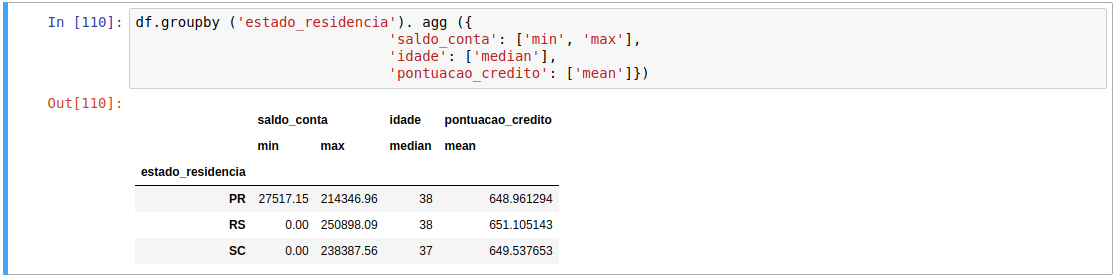 In [110]: df.groupby ('estado_residencia'). agg ({
'saldo_conta': ['min', 'max'],
'idade': ['median'],
'pontuacao_credito': ['mean']})
Out[110]:
saldo_conta idade pontuacao_credito
min max median mean
estado_residencia
PR 27517.15 214346.96 38 648.961294
RS 0.00 250898.09 38 651.105143
SC 0.00 238387.56 37 649.537653